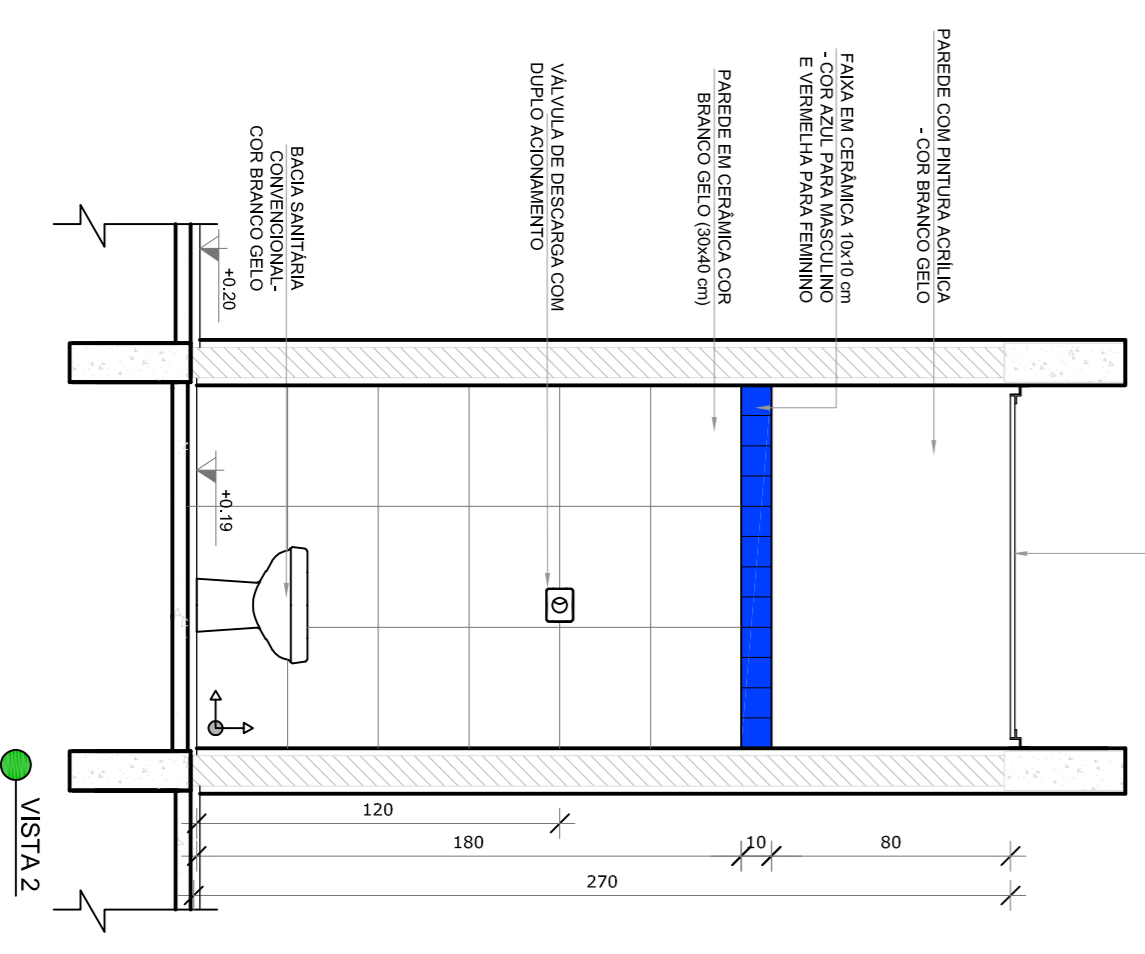 PAREDE COM PINTURA ACRÍLICA
- COR BRANCO GELO
FAIXA EM CERÂMICA 10x10 cm
- COR AZUL PARA MASCULINO
E VERMELHA PARA FEMININO
PAREDE EM CERÂMICA COR
BRANCO GELO (30x40 cm)
VÁLVULA DE DESCARGA COM
DUPLO ACIONAMENTO
BACIA SANITÁRIA
CONVENCIONAL-
COR BRANCO GELO
+0.20
+0.19
120
180
10
80
270
VISTA 2